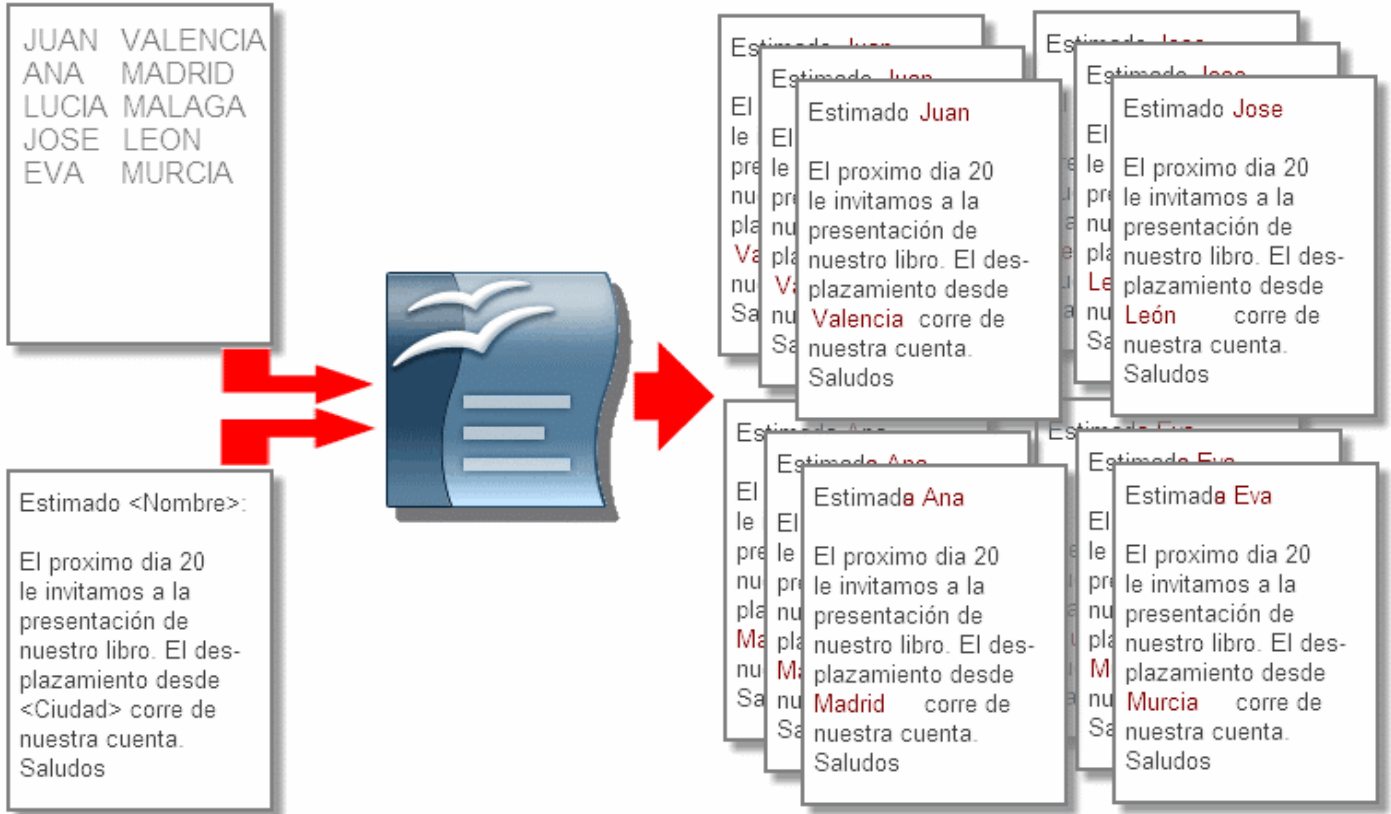 JUAN VALENCIA
ANA MADRID
LUCIA MALAGA
JOSE LEON
EVA MURCIA
Estimado <Nombre>:
El proximo dia 20
le invitamos a la
presentación de
nuestro libro. El des-
plazamiento desde
<Ciudad> corre de
nuestra cuenta.
Saludos
Estimado Juan
El proximo dia 20
le invitamos a la
presentación de
nuestro libro. El des-
plazamiento desde
Valencia corre de
nuestra cuenta.
Saludos
Estimado Jose
El proximo dia 20
le invitamos a la
presentación de
nuestro libro. El des-
plazamiento desde
León corre de
nuestra cuenta.
Saludos
Estimada Ana
El proximo dia 20
le invitamos a la
presentación de
nuestro libro. El des-
plazamiento desde
Madrid corre de
nuestra cuenta.
Saludos
Estimada Eva
El proximo dia 20
le invitamos a la
presentación de
nuestro libro. El des-
plazamiento desde
Murcia corre de
nuestra cuenta.
Saludos